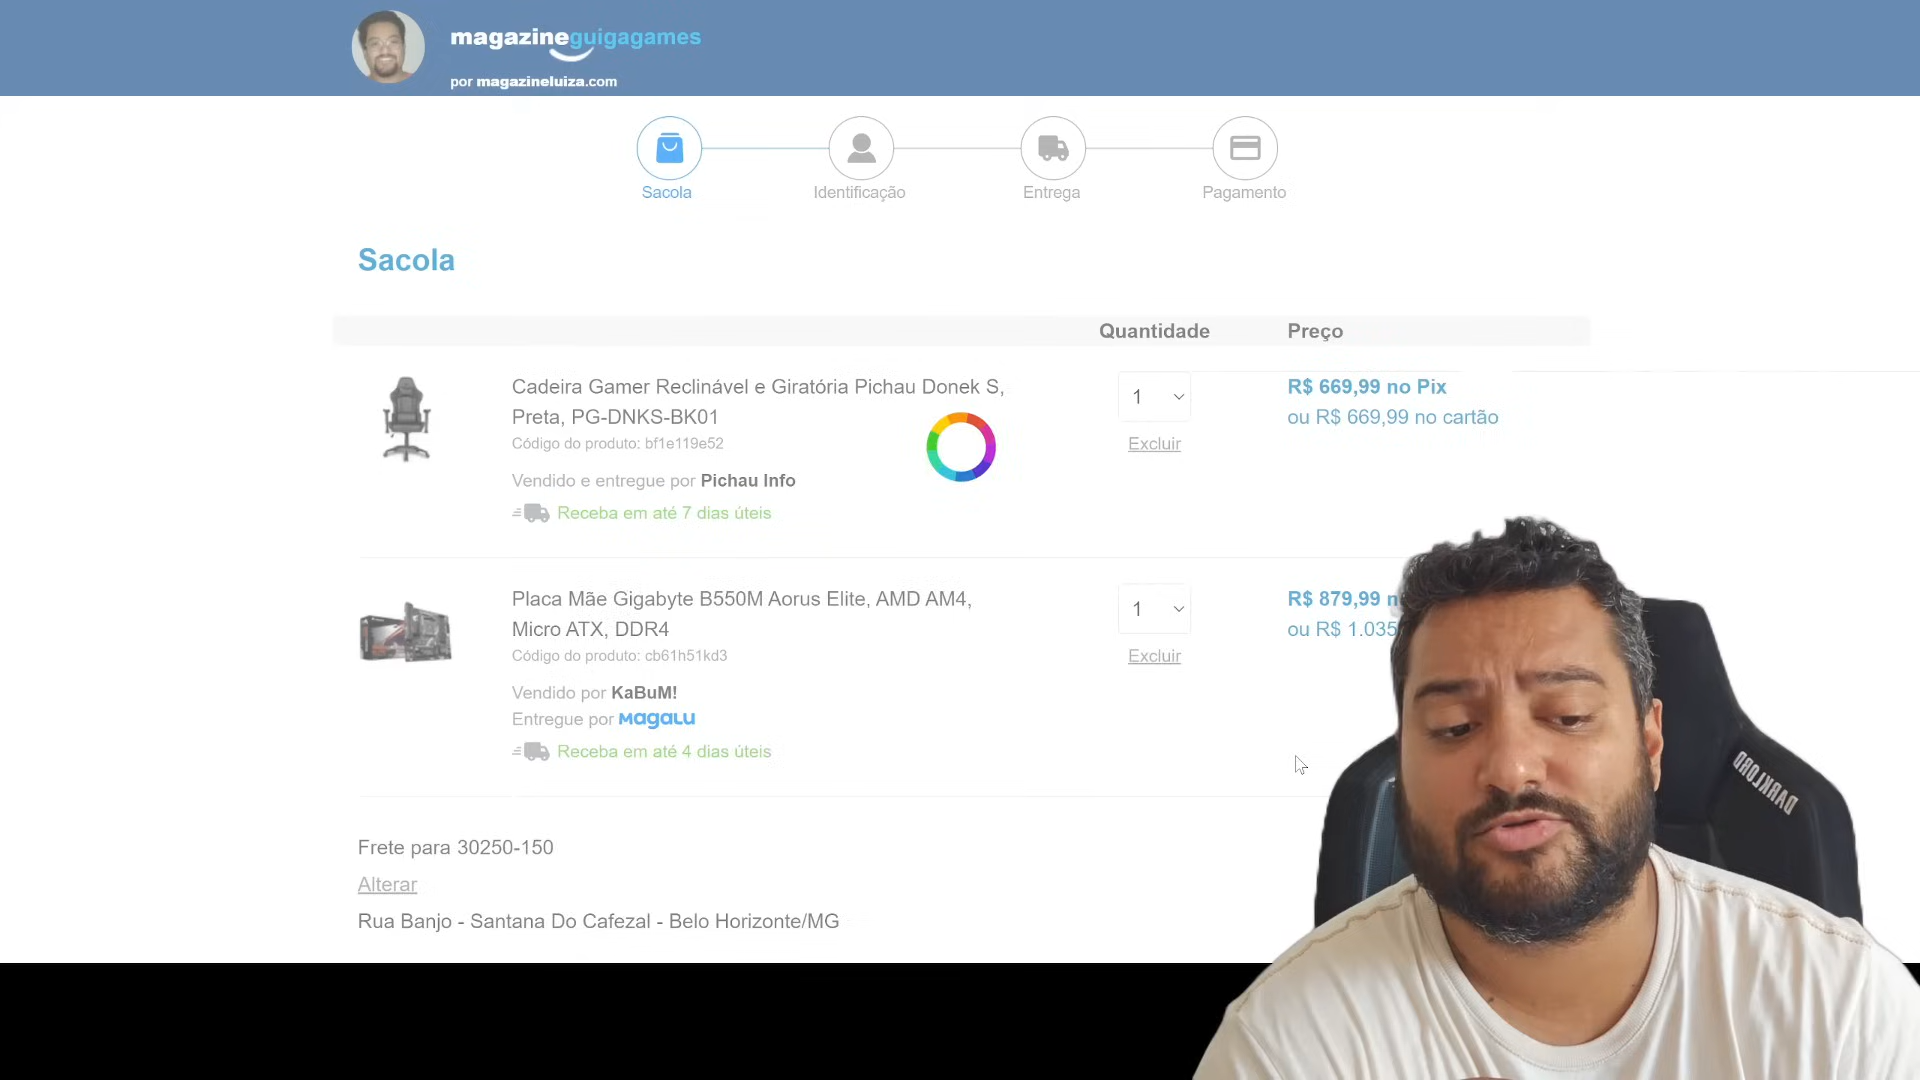 magazineguigagames
por magazineluiza.com
Sacola
Identificação
Entrega
Pagamento
Sacola
Quantidade
Preço
Cadeira Gamer Reclinável e Giratória Pichau Donek S,
Preta, PG-DNKS-BK01
Código do produto: bf1e119e52
Vendido e entregue por Pichau Info
Receba em até 7 dias úteis
1
Excluir
R$ 669,99 no Pix
ou R$ 669,99 no cartão
Placa Mãe Gigabyte B550M Aorus Elite, AMD AM4,
Micro ATX, DDR4
Código do produto: cb61h51kd3
Vendido por KaBuM!
Entregue por Magalu
Receba em até 4 dias úteis
1
Excluir
R$ 879,99
ou R$ 1.035
Frete para 30250-150
Alterar
Rua Banjo - Santana Do Cafezal - Belo Horizonte/MG
DARKLORD